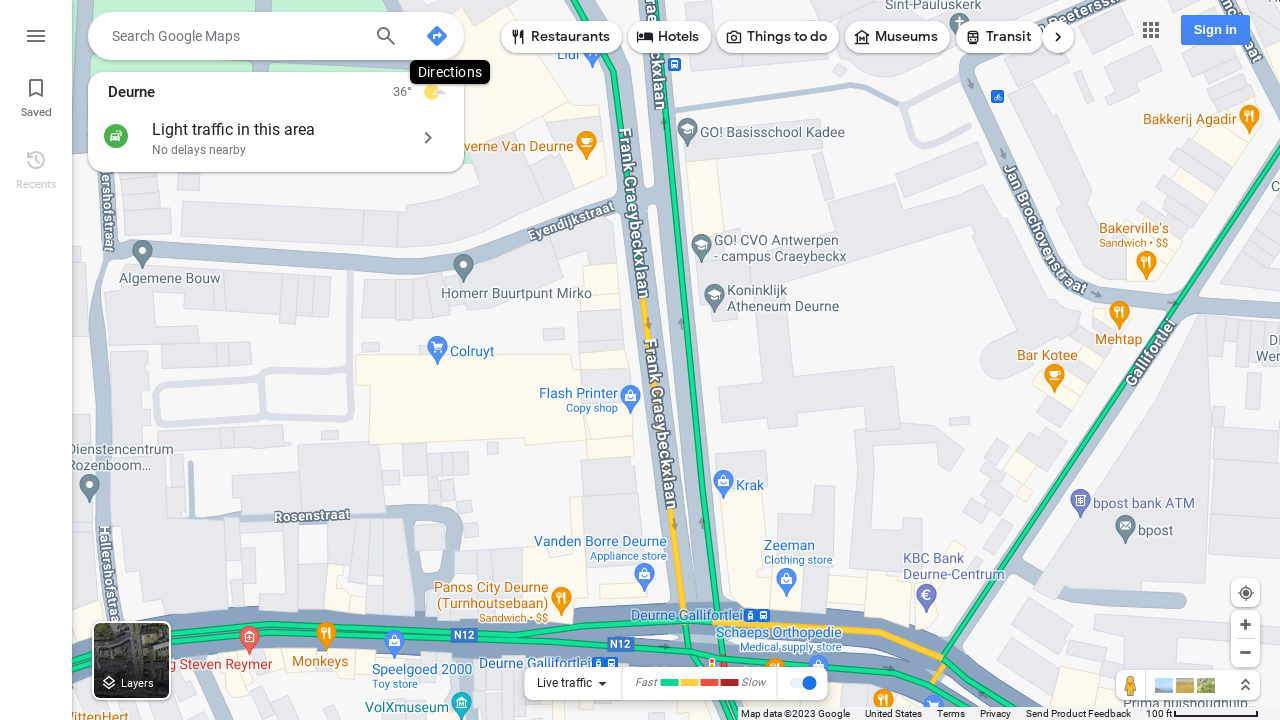 Search Google Maps
Restaurants
Hotels
Things to do
Museums
Transit
Sign in
Directions
Saved
Recents
Deurne
36°
Light traffic in this area
No delays nearby
Lidl
Sint-Pauluskerk
GO! Basisschool Kadee
Bakkerij Agadir
verne Van Deurne
Frank Craeybeckxlaan
Eyendijkstraat
Jan Brochovenstraat
GO! CVO Antwerpen
- campus Craeybeckx
Bakerville's
Sandwich • $$
Algemene Bouw
Homerr Buurtpunt Mirko
Koninklijk
Atheneum Deurne
Mehtap
Colruyt
Frank Craeybeckxlaan
Gallifortlei
Bar Kotee
Flash Printer
Copy shop
Dienstencentrum
Rozenboom...
Krak
bpost bank ATM
Rosenstraat
bpost
Vanden Borre Deurne
Appliance store
Zeeman
Clothing store
KBC Bank
Deurne-Centrum
Panos City Deurne
(Turnhoutsebaan)
Sandwich • $$
Deurne Gallifortlei
N12
N12
Schaeps Orthopedie
Medical supply store
g Steven Reymer
Monkeys
Speelgoed 2000
Toy store
Deurne Gallifortlei
VolXmuseum
WittenHert
Layers
Live traffic
Fast
Slow
Prima huishoudhulp...
Map data ©2023 Google
United States
Terms
Privacy
Send Product Feedback
100 ft